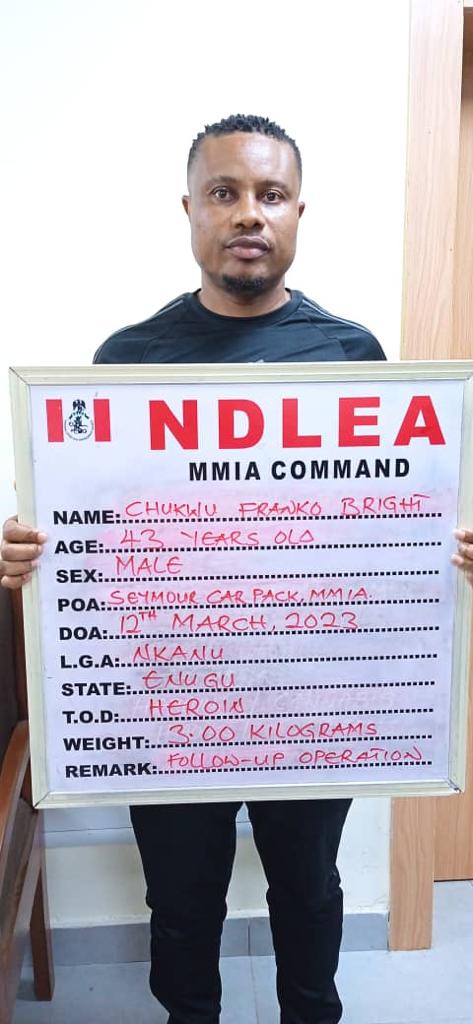 NDLEA
MMIA COMMAND
NAME: CHUKWU FRANKO BRIGHT
AGE: 43 YEARS OLD
SEX: MALE
POA: SEYMOUR CAR PACK, MMIA.
DOA: 12TH MARCH, 2023
L.G.A: NKANU
STATE: ENUGU
T.O.D: HEROIN
WEIGHT: 3.00 KILOGRAMS
REMARK: FOLLOW-UP OPERATION